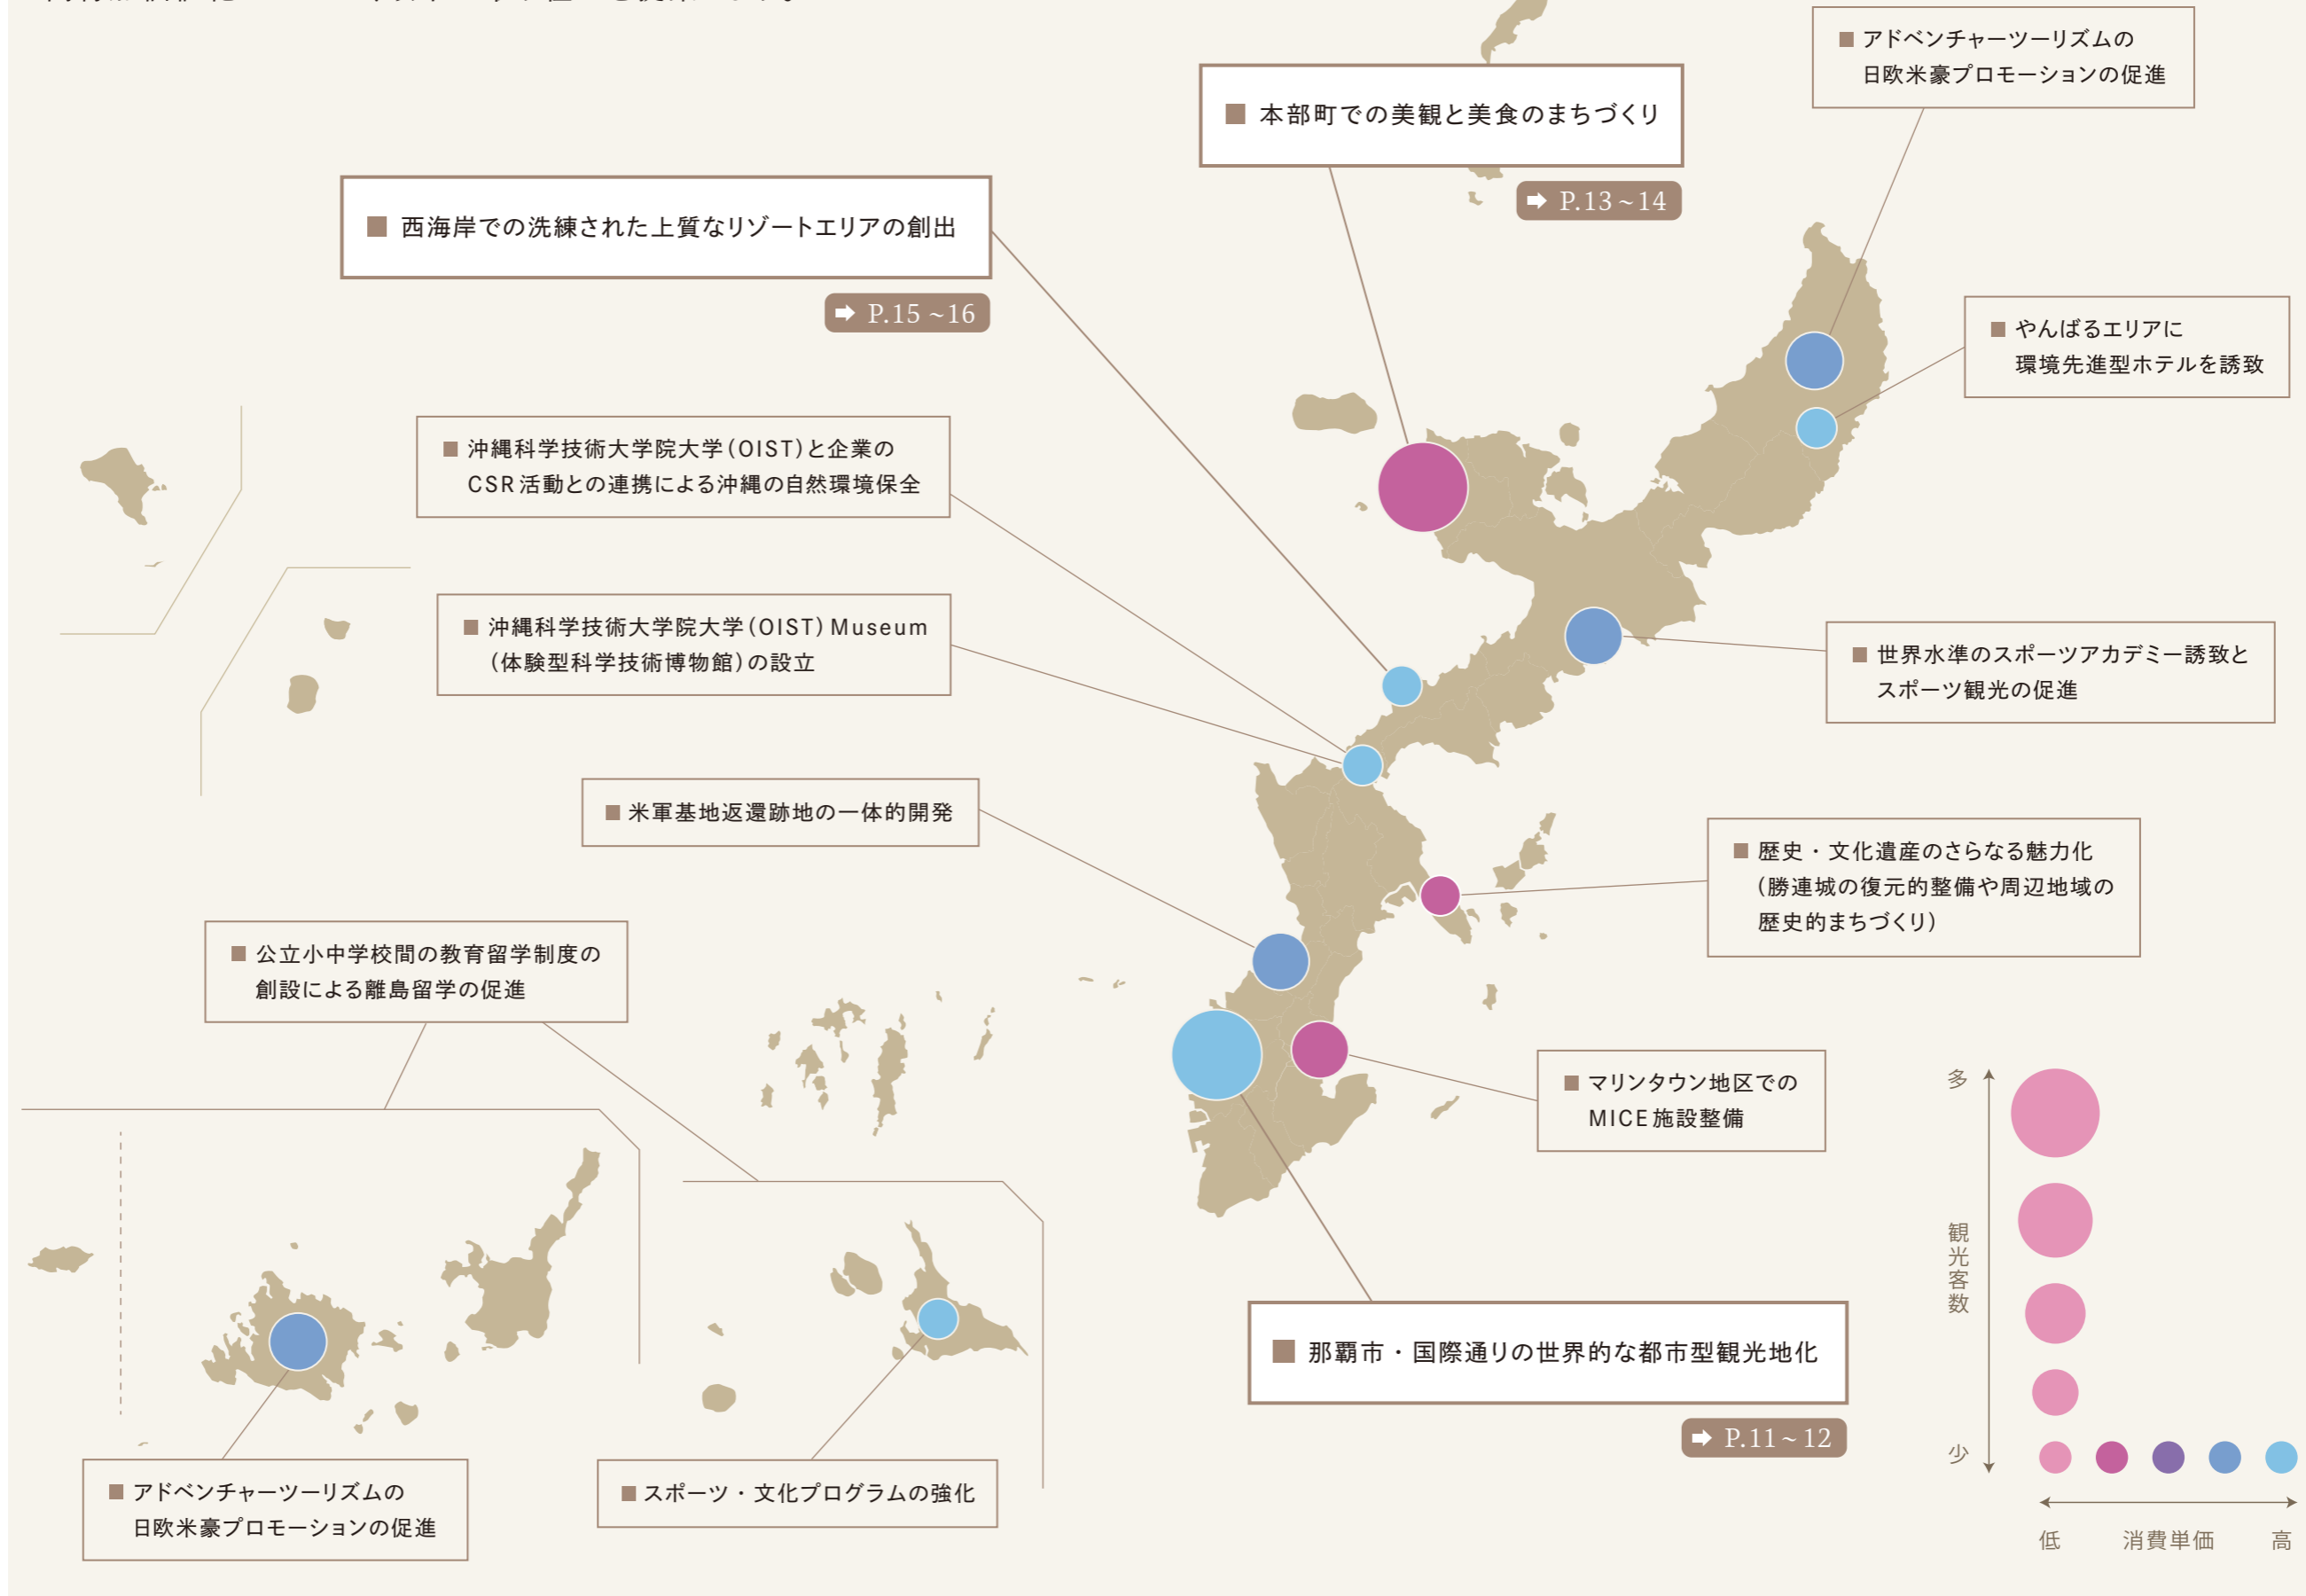 ■ アドベンチャーツーリズムの
日欧米豪プロモーションの促進
■ 本部町での美観と美食のまちづくり
➡ P.13~14
■ 西海岸での洗練された上質なリゾートエリアの創出
➡ P.15~16
■ やんばるエリアに
環境先進型ホテルを誘致
■ 沖縄科学技術大学院大学(OIST)と企業の
CSR活動との連携による沖縄の自然環境保全
■ 沖縄科学技術大学院大学(OIST)Museum
(体験型科学技術博物館)の設立
■ 世界水準のスポーツアカデミー誘致と
スポーツ観光の促進
■ 米軍基地返還跡地の一体的開発
■ 歴史・文化遺産のさらなる魅力化
(勝連城の復元的整備や周辺地域の
歴史的まちづくり)
■ 公立小中学校間の教育留学制度の
創設による離島留学の促進
■ マリンタウン地区での
MICE施設整備
■ 那覇市・国際通りの世界的な都市型観光地化
➡ P.11~12
■ アドベンチャーツーリズムの
日欧米豪プロモーションの促進
■ スポーツ・文化プログラムの強化
多
観光客数
少
低 消費単価 高